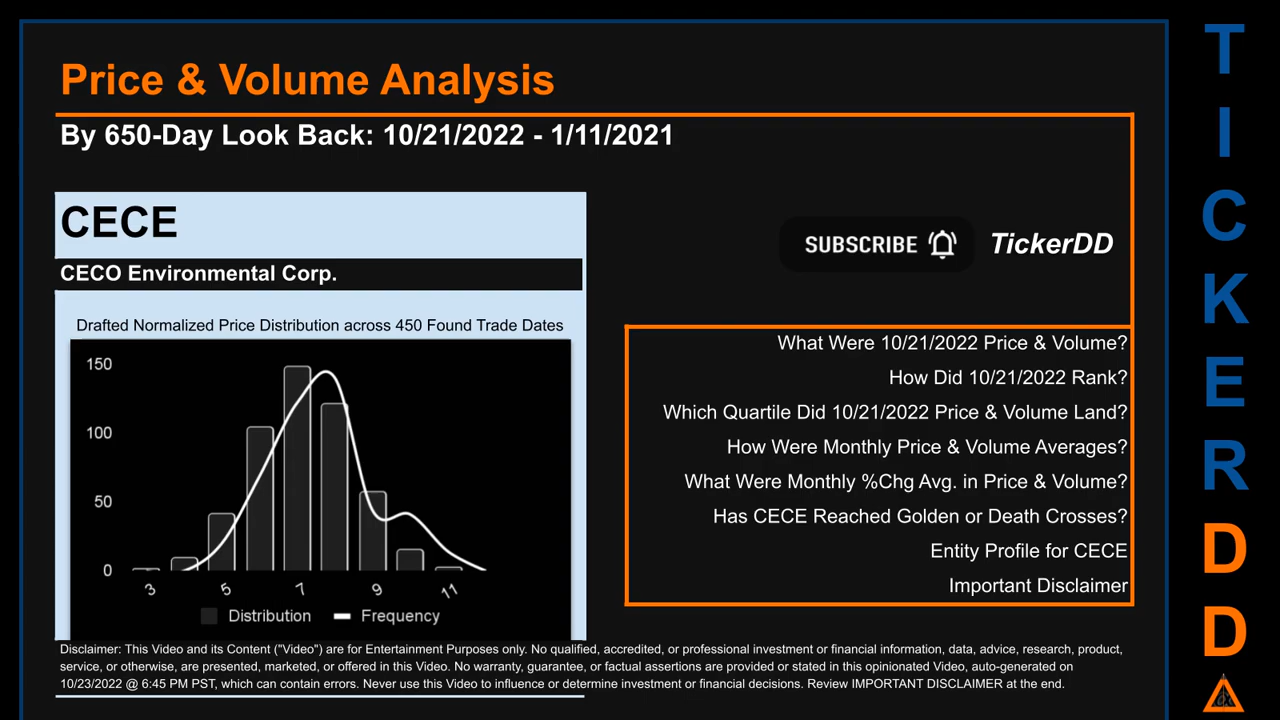 Price & Volume Analysis
By 650-Day Look Back: 10/21/2022 - 1/11/2021
CECE
CECO Environmental Corp.
Drafted Normalized Price Distribution across 450 Found Trade Dates
150
100
50
0
3 5 7 9 11
Distribution Frequency
SUBSCRIBE TickerDD
What Were 10/21/2022 Price & Volume?
How Did 10/21/2022 Rank?
Which Quartile Did 10/21/2022 Price & Volume Land?
How Were Monthly Price & Volume Averages?
What Were Monthly %Chg Avg. in Price & Volume?
Has CECE Reached Golden or Death Crosses?
Entity Profile for CECE
Important Disclaimer
Disclaimer: This Video and its Content ("Video") are for Entertainment Purposes only. No qualified, accredited, or professional investment or financial information, data, advice, research, product,
service, or otherwise, are presented, marketed, or offered in this Video. No warranty, guarantee, or factual assertions are provided or stated in this opinionated Video, auto-generated on
10/23/2022 @ 6:45 PM PST, which can contain errors. Never use this Video to influence or determine investment or financial decisions. Review IMPORTANT DISCLAIMER at the end.
T
I
C
K
E
R
D
D